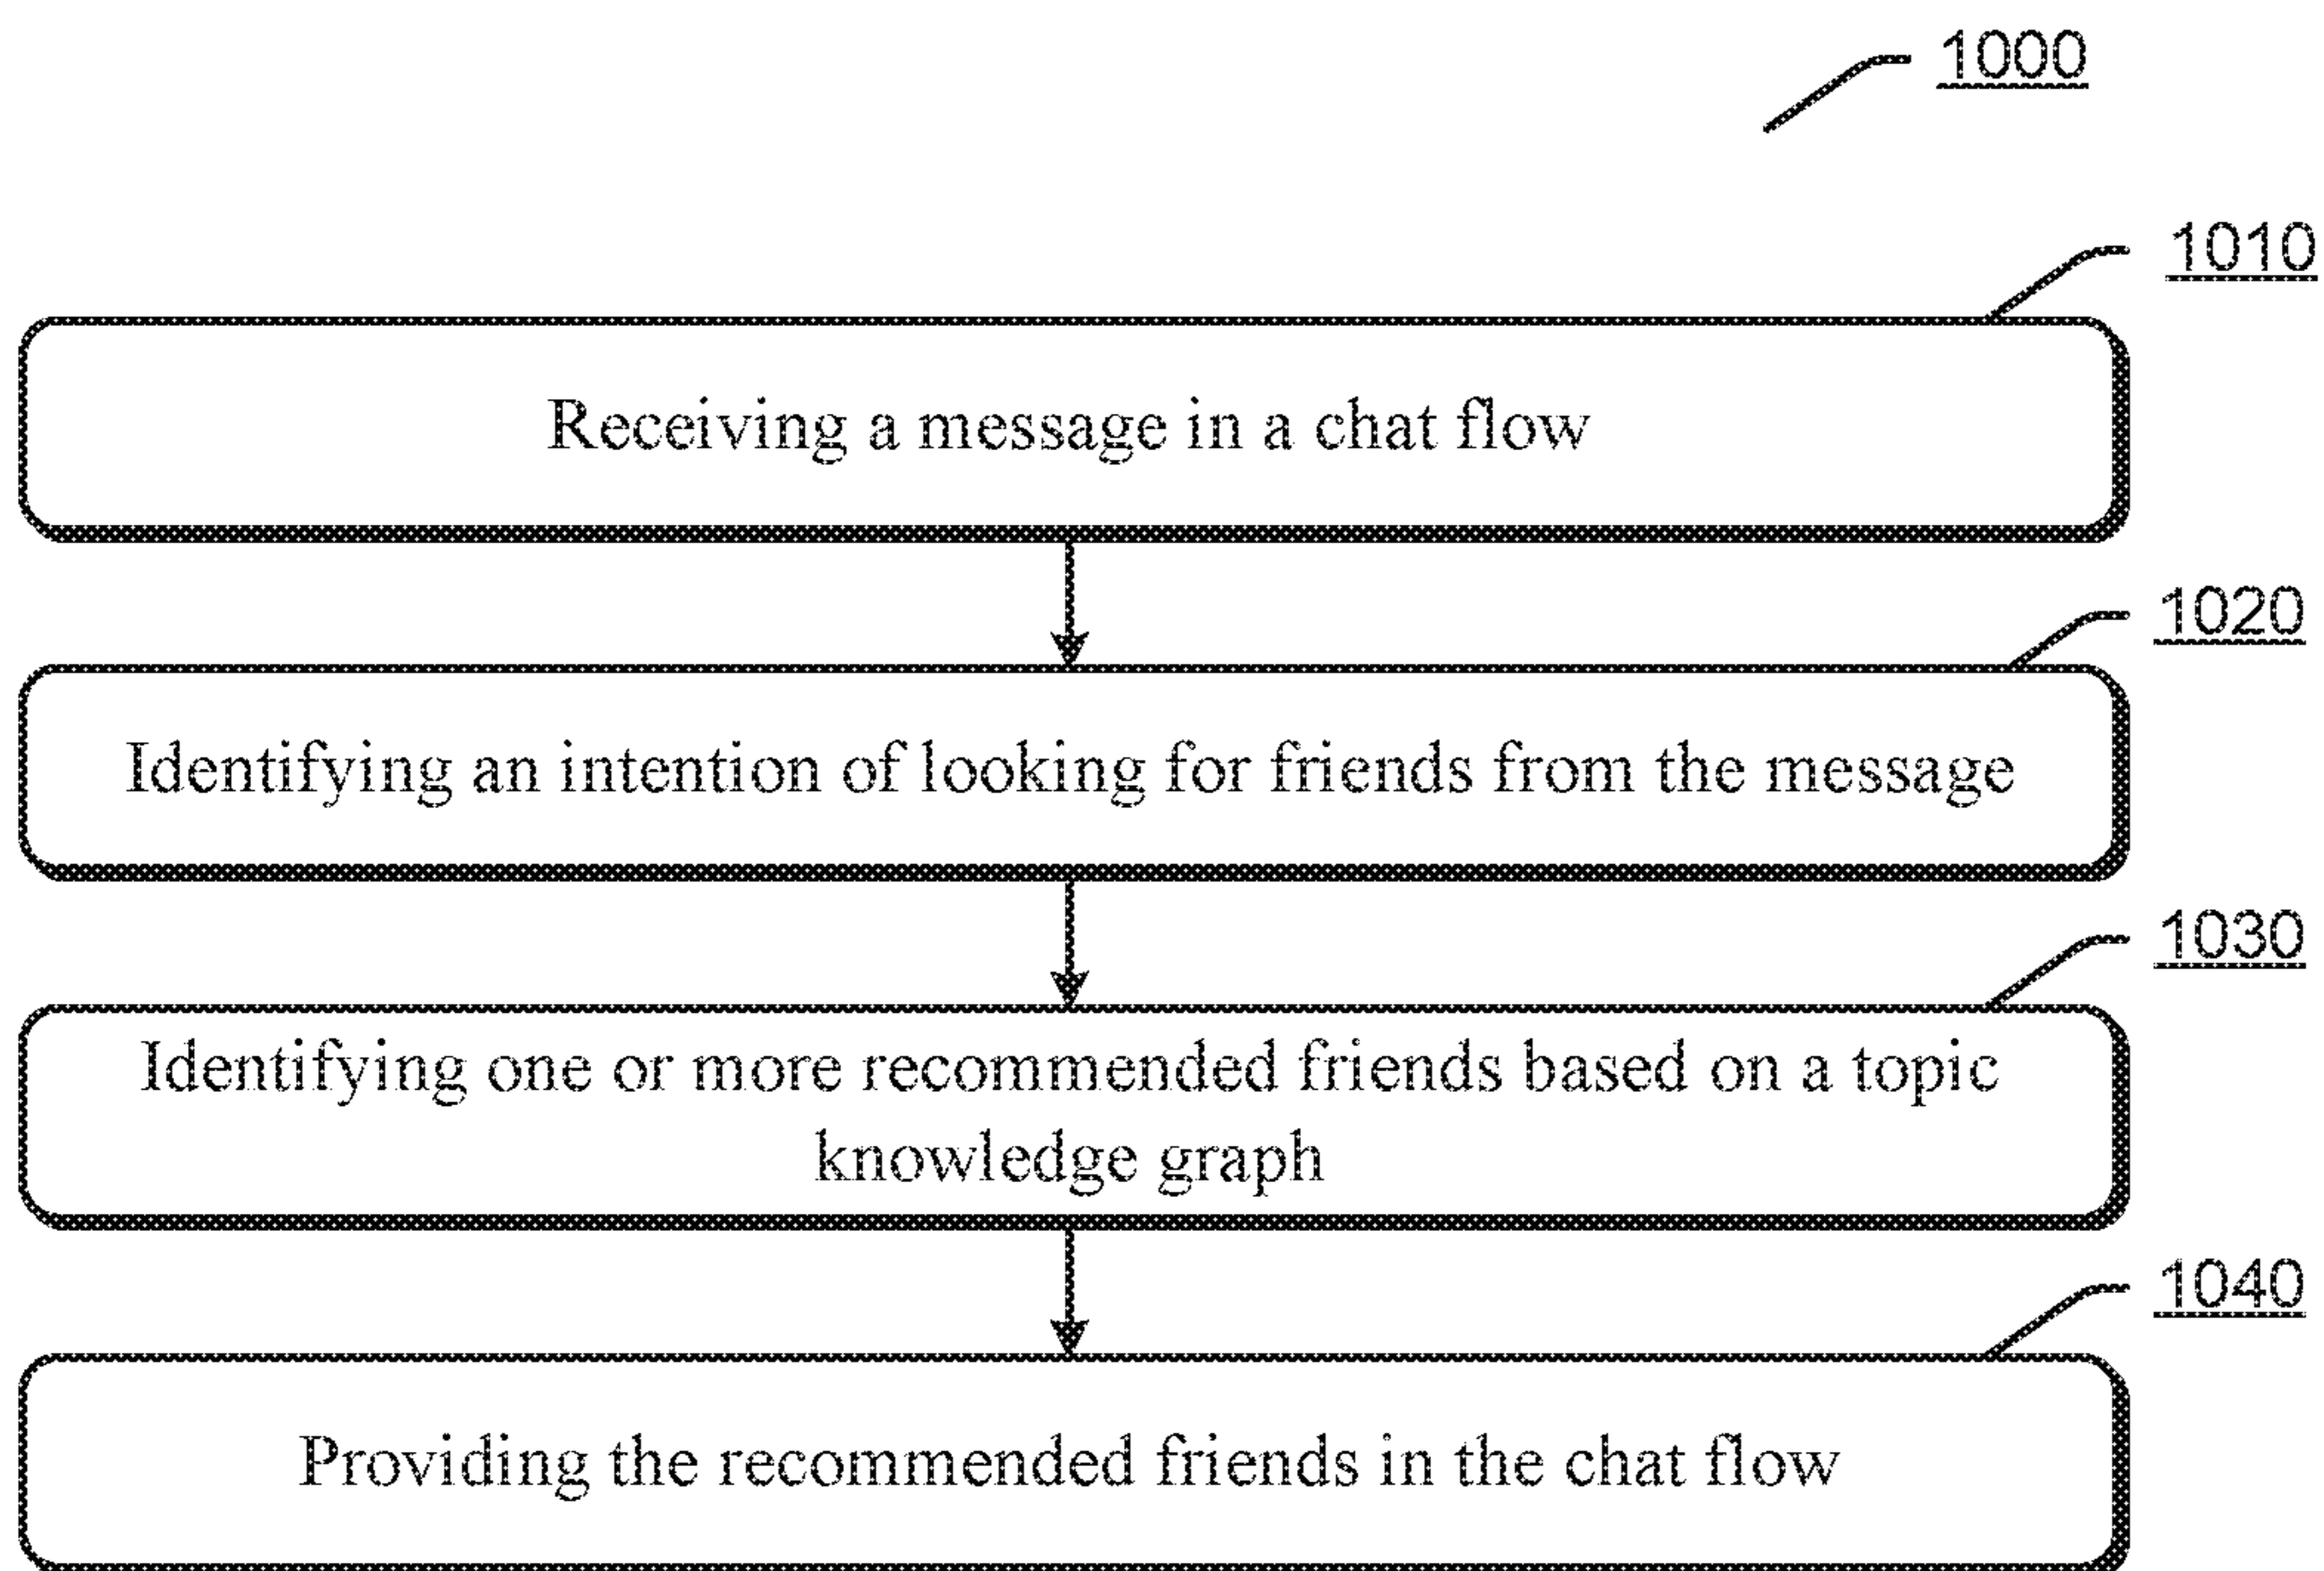 1000
1010
Receiving a message in a chat flow
1020
Identifying an intention of looking for friends from the message
1030
Identifying one or more recommended friends based on a topic
knowledge graph
1040
Providing the recommended friends in the chat flow